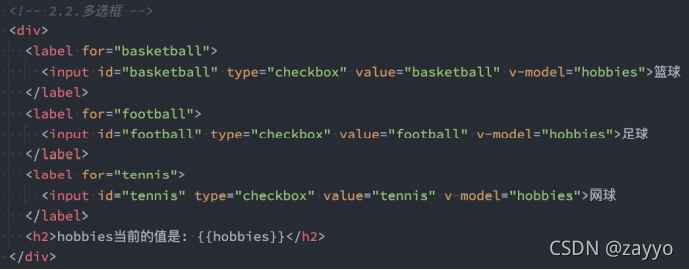 <!-- 2.2.多选框 -->
<div>
<label for="basketball">
<input id="basketball" type="checkbox" value="basketball" v-model="hobbies">篮球
</label>
<label for="football">
<input id="football" type="checkbox" value="football" v-model="hobbies">足球
</label>
<label for="tennis">
<input id="tennis" type="checkbox" value="tennis" v-model="hobbies">网球
</label>
<h2>hobbies当前的值是: {{hobbies}}</h2>
</div>
CSDN @zayyo